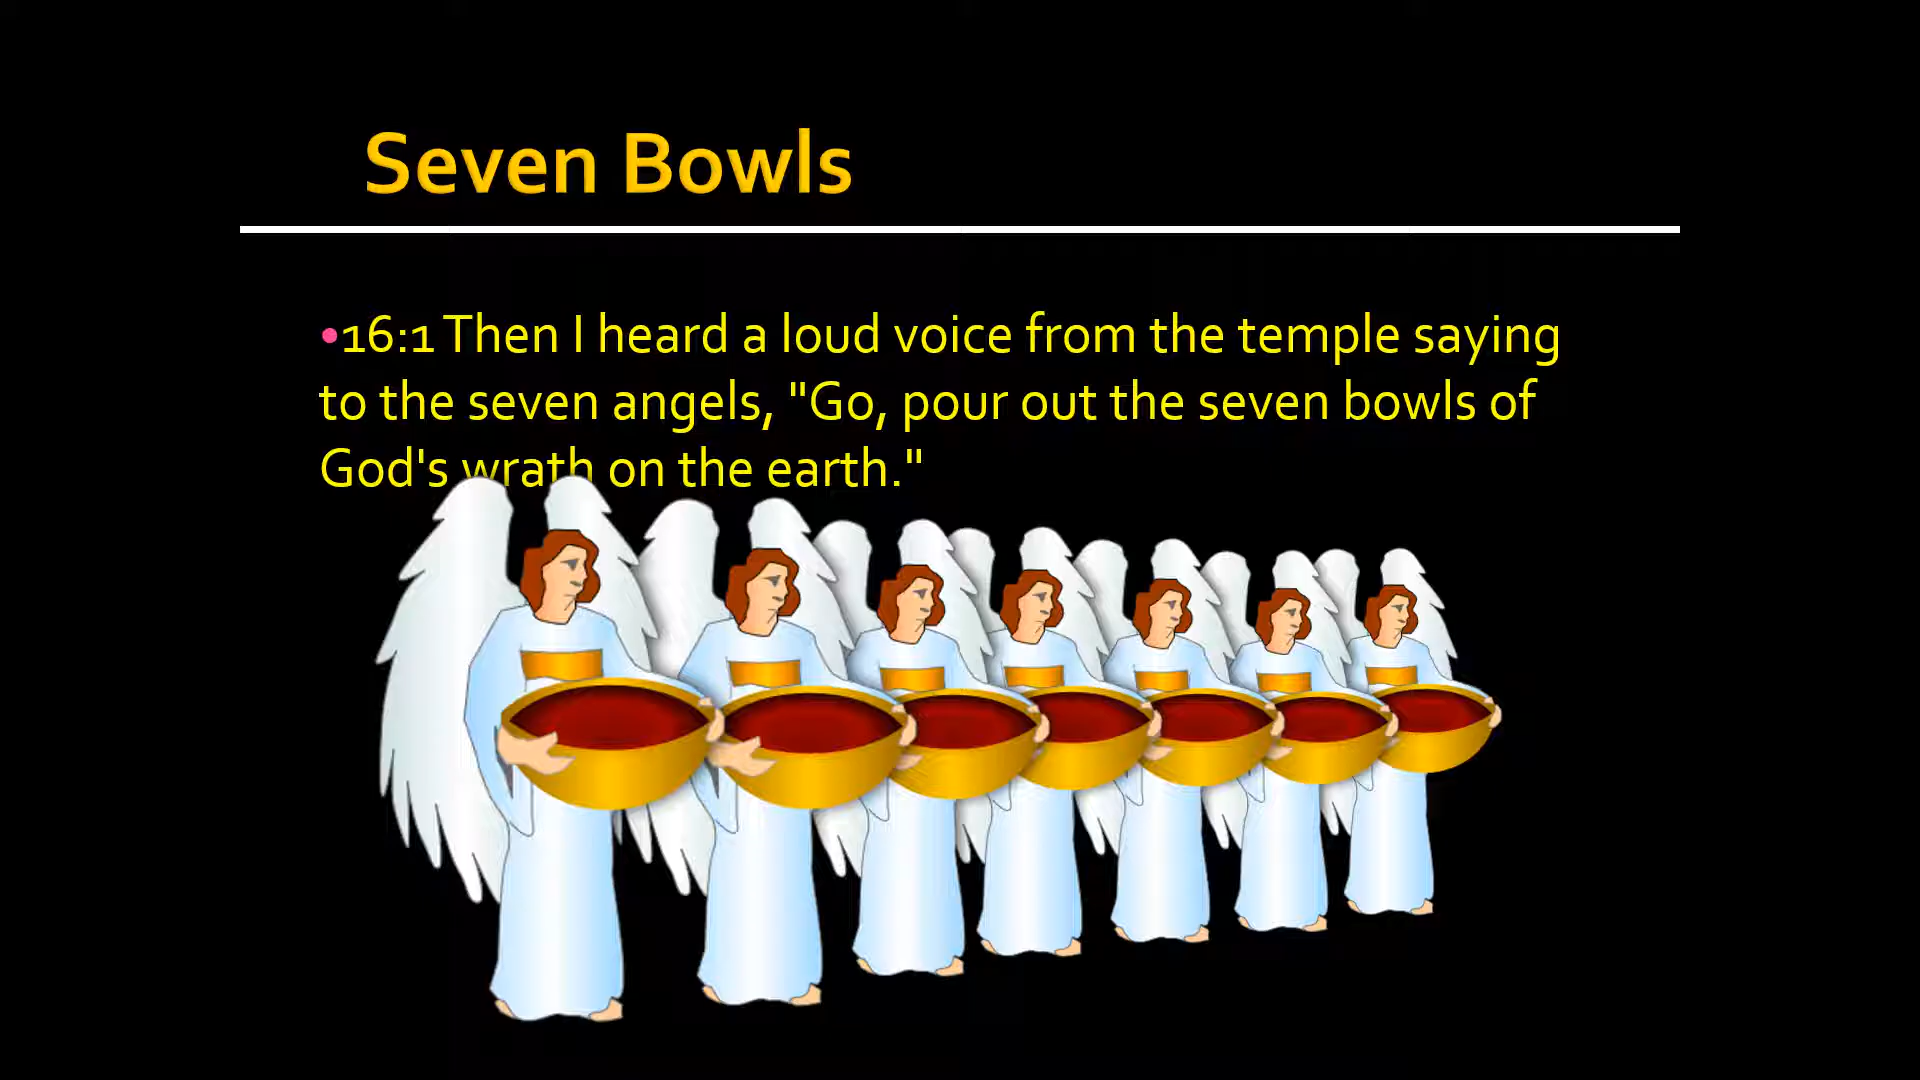 Seven Bowls
•16:1 Then I heard a loud voice from the temple saying
to the seven angels, "Go, pour out the seven bowls of
God's wrath on the earth."